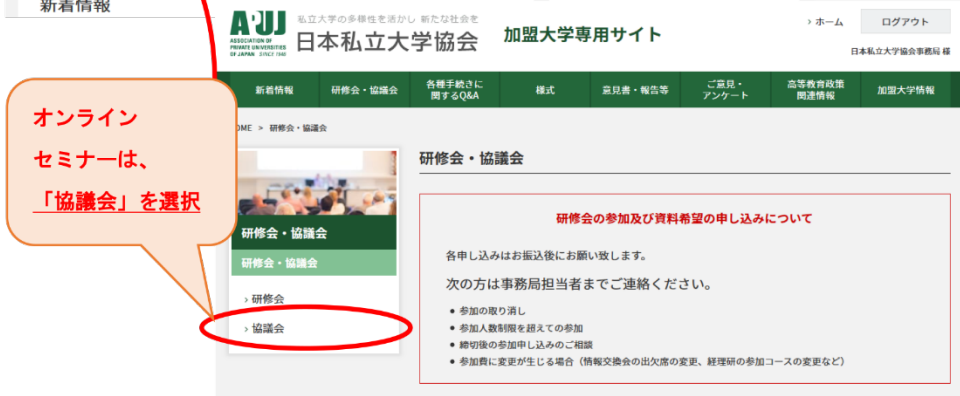 新着情報
オンライン
セミナーは、
「協議会」を選択
APUJ
ASSOCIATION OF
PRIVATE UNIVERSITIES
OF JAPAN SINCE 1946
私立大学の多様性を活かし 新たな社会を
日本私立大学協会
加盟大学専用サイト
› ホーム
ログアウト
日本私立大学協会事務局 様
新着情報
研修会・協議会
各種手続きに
関するQ&A
様式
意見書・報告等
ご意見・
アンケート
高等教育政策
関連情報
加盟大学情報
OME > 研修会・協議会
研修会・協議会
研修会・協議会
› 研修会
› 協議会
研修会・協議会
研修会の参加及び資料希望の申し込みについて
各申し込みはお振込後にお願い致します。
次の方は事務局担当者までご連絡ください。
● 参加の取り消し
● 参加人数制限を超えての参加
● 締切後の参加申し込みのご相談
● 参加費に変更が生じる場合（情報交換会の出欠席の変更、経理研の参加コースの変更など）